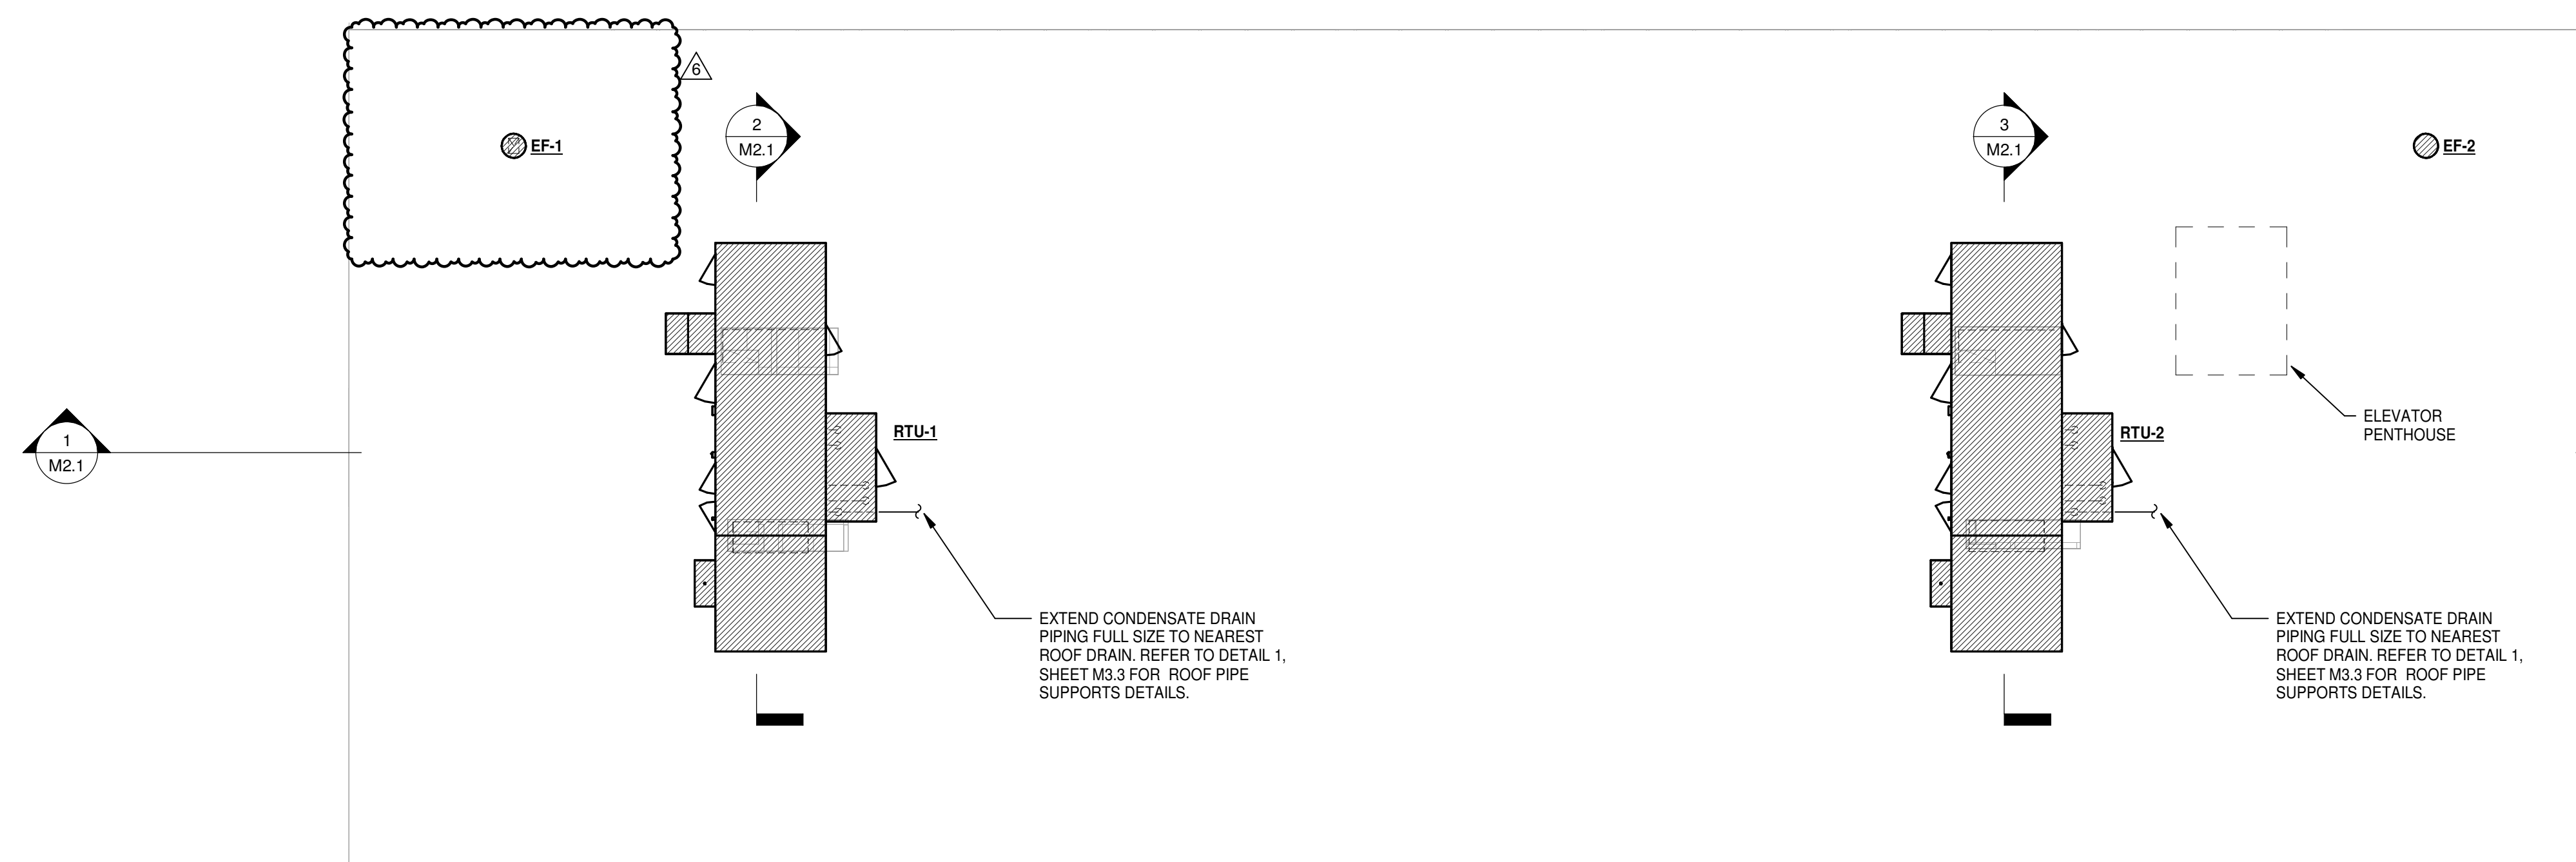 6
2
M2.1
EF-1
3
M2.1
EF-2
1
M2.1
RTU-1
RTU-2
ELEVATOR
PENTHOUSE
EXTEND CONDENSATE DRAIN
PIPING FULL SIZE TO NEAREST
ROOF DRAIN. REFER TO DETAIL 1,
SHEET M3.3 FOR  ROOF PIPE
SUPPORTS DETAILS.
EXTEND CONDENSATE DRAIN
PIPING FULL SIZE TO NEAREST
ROOF DRAIN. REFER TO DETAIL 1,
SHEET M3.3 FOR  ROOF PIPE
SUPPORTS DETAILS.